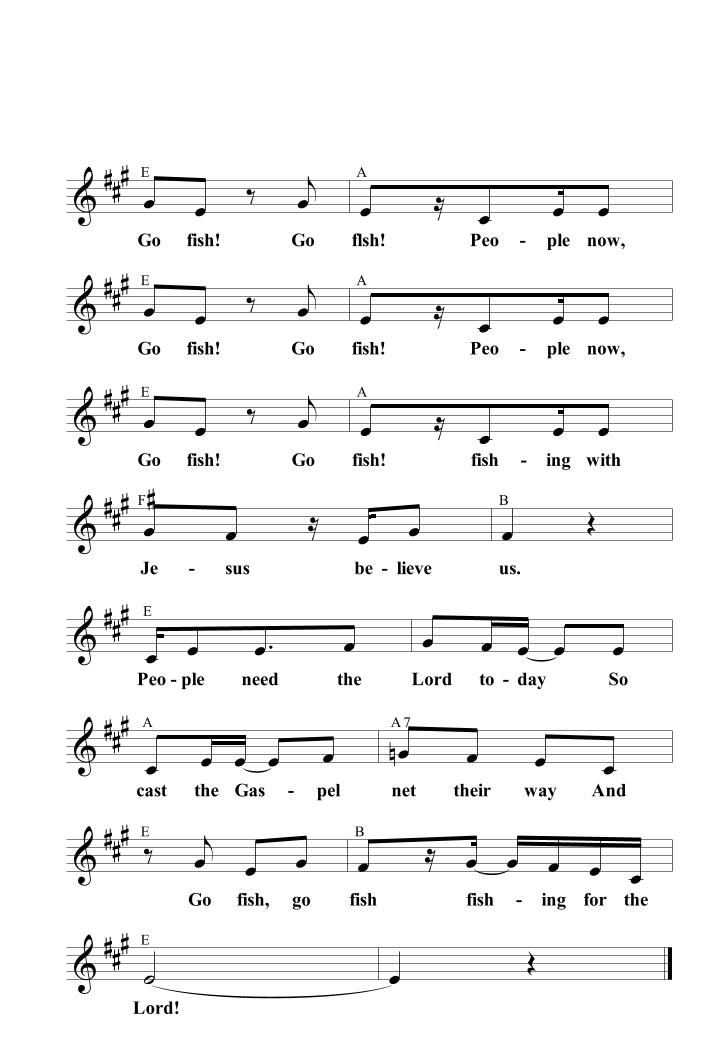 E A
Go fish! Go flsh! Peo - ple now,
E A
Go fish! Go fish! Peo - ple now,
E A
Go fish! Go fish! fish - ing with
F# B
Je - sus be - lieve us.
E
Peo - ple need the Lord to - day So
A A 7
cast the Gas - pel net their way And
E B
Go fish, go fish fish - ing for the
E
Lord!